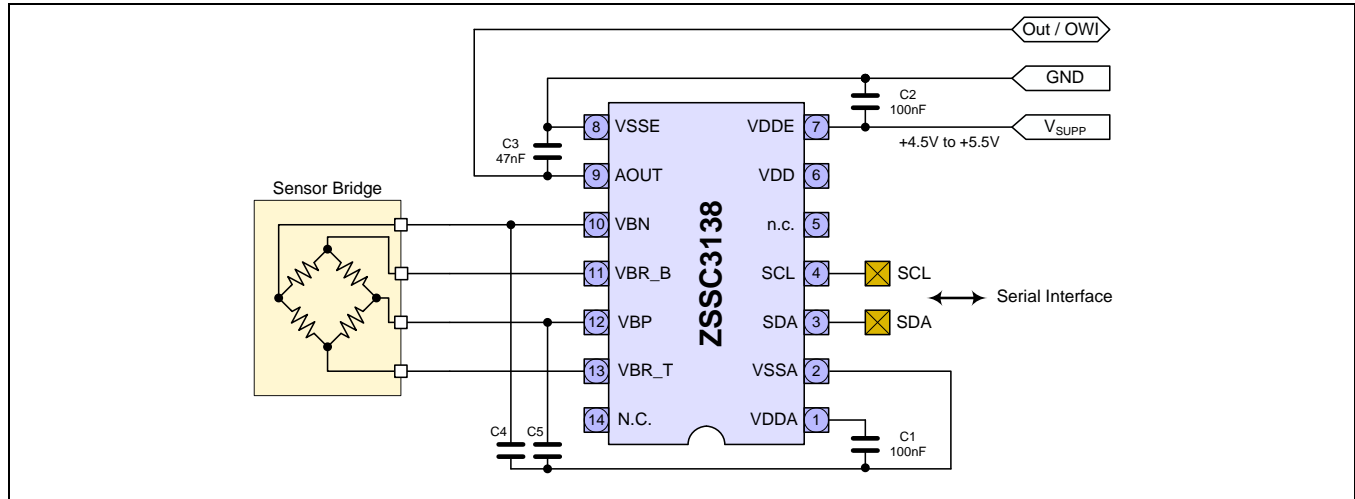 Out / OWI
GND
C2
100nF
V_SUPP
+4.5V to +5.5V
C3
47nF
8 VSSE
VDDE 7
9 AOUT
VDD 6
Sensor Bridge
10 VBN
n.c. 5
11 VBR_B
SCL 4
SCL
Serial Interface
12 VBP
SDA 3
SDA
13 VBR_T
VSSA 2
14 N.C.
VDDA 1
ZSSC3138
C4
C5
C1
100nF